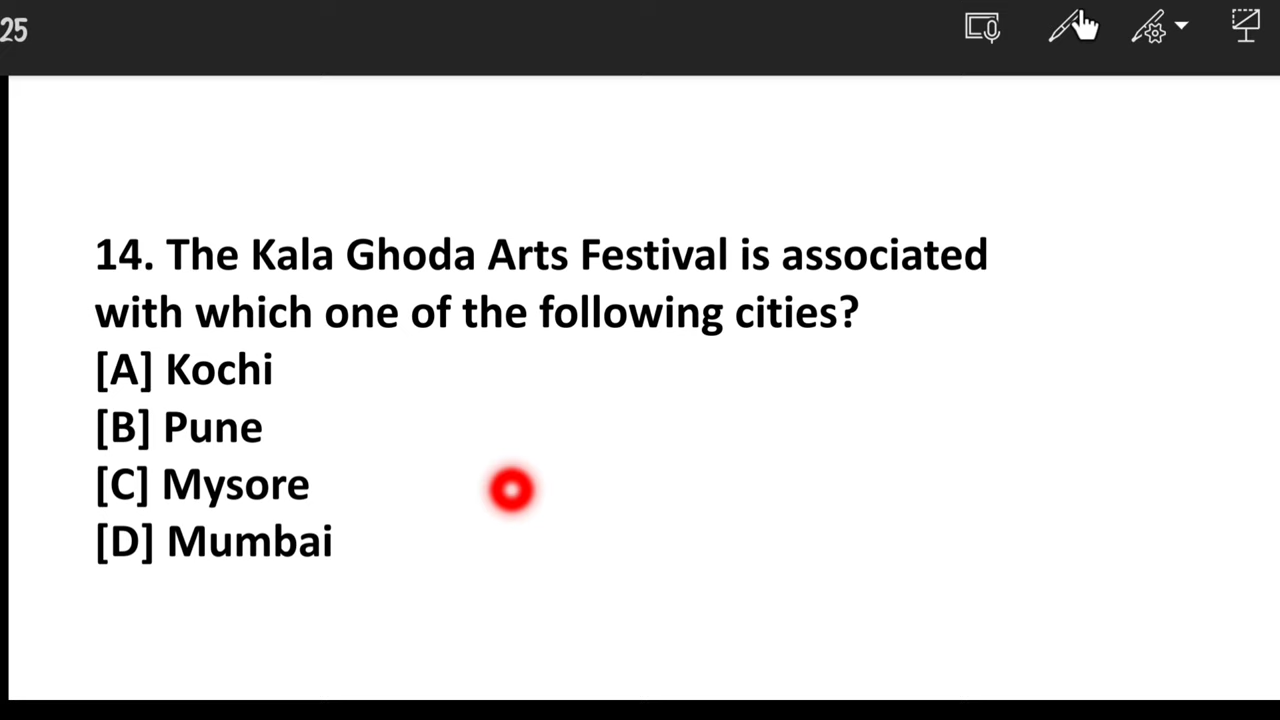 25
14. The Kala Ghoda Arts Festival is associated
with which one of the following cities?
[A] Kochi
[B] Pune
[C] Mysore
[D] Mumbai